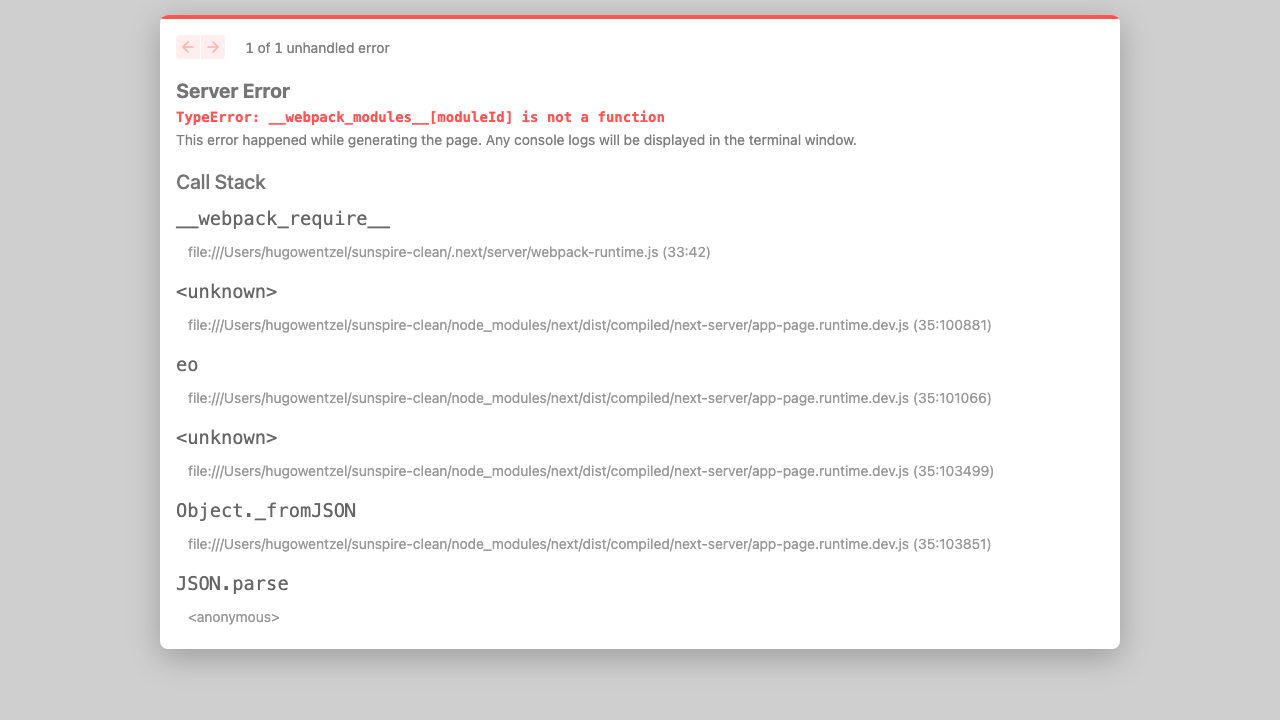 1 of 1 unhandled error
Server Error
TypeError: __webpack_modules__[moduleId] is not a function
This error happened while generating the page. Any console logs will be displayed in the terminal window.
Call Stack
__webpack_require__
file:///Users/hugowentzel/sunspire-clean/.next/server/webpack-runtime.js (33:42)
<unknown>
file:///Users/hugowentzel/sunspire-clean/node_modules/next/dist/compiled/next-server/app-page.runtime.dev.js (35:100881)
eo
file:///Users/hugowentzel/sunspire-clean/node_modules/next/dist/compiled/next-server/app-page.runtime.dev.js (35:101066)
<unknown>
file:///Users/hugowentzel/sunspire-clean/node_modules/next/dist/compiled/next-server/app-page.runtime.dev.js (35:103499)
Object._fromJSON
file:///Users/hugowentzel/sunspire-clean/node_modules/next/dist/compiled/next-server/app-page.runtime.dev.js (35:103851)
JSON.parse
<anonymous>